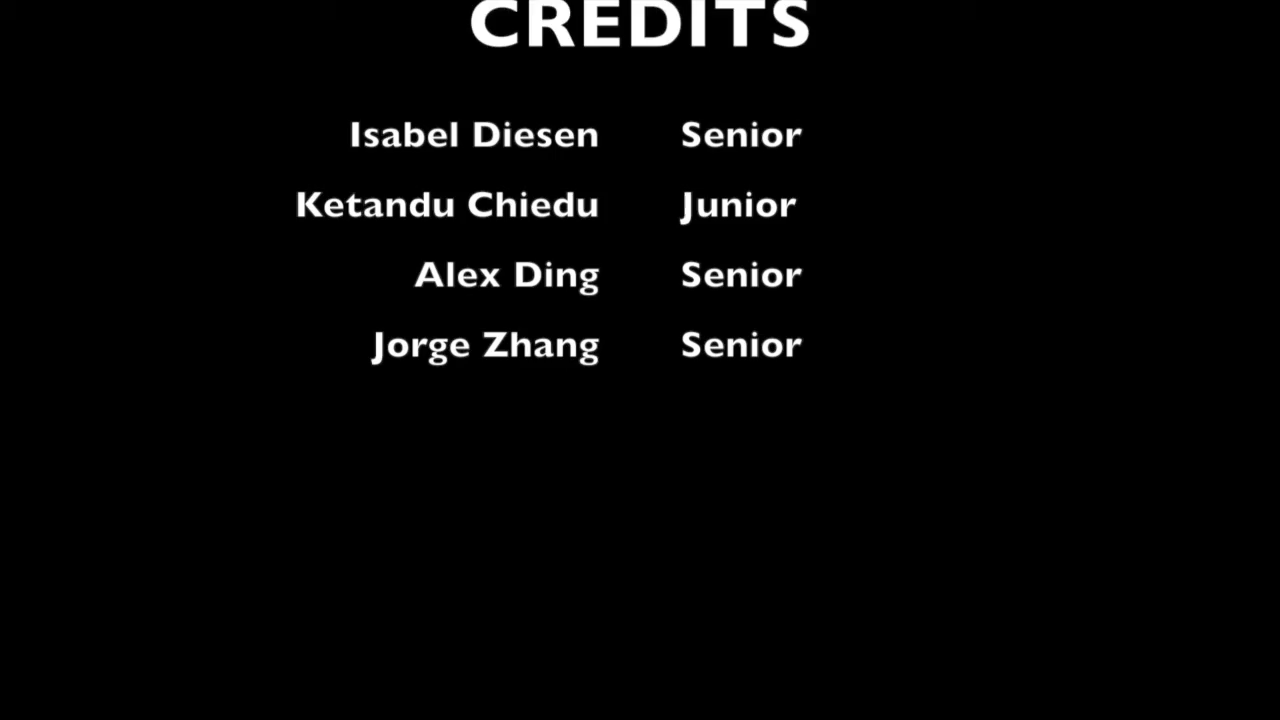 CREDITS
Isabel Diesen Senior
Ketandu Chiedu Junior
Alex Ding Senior
Jorge Zhang Senior